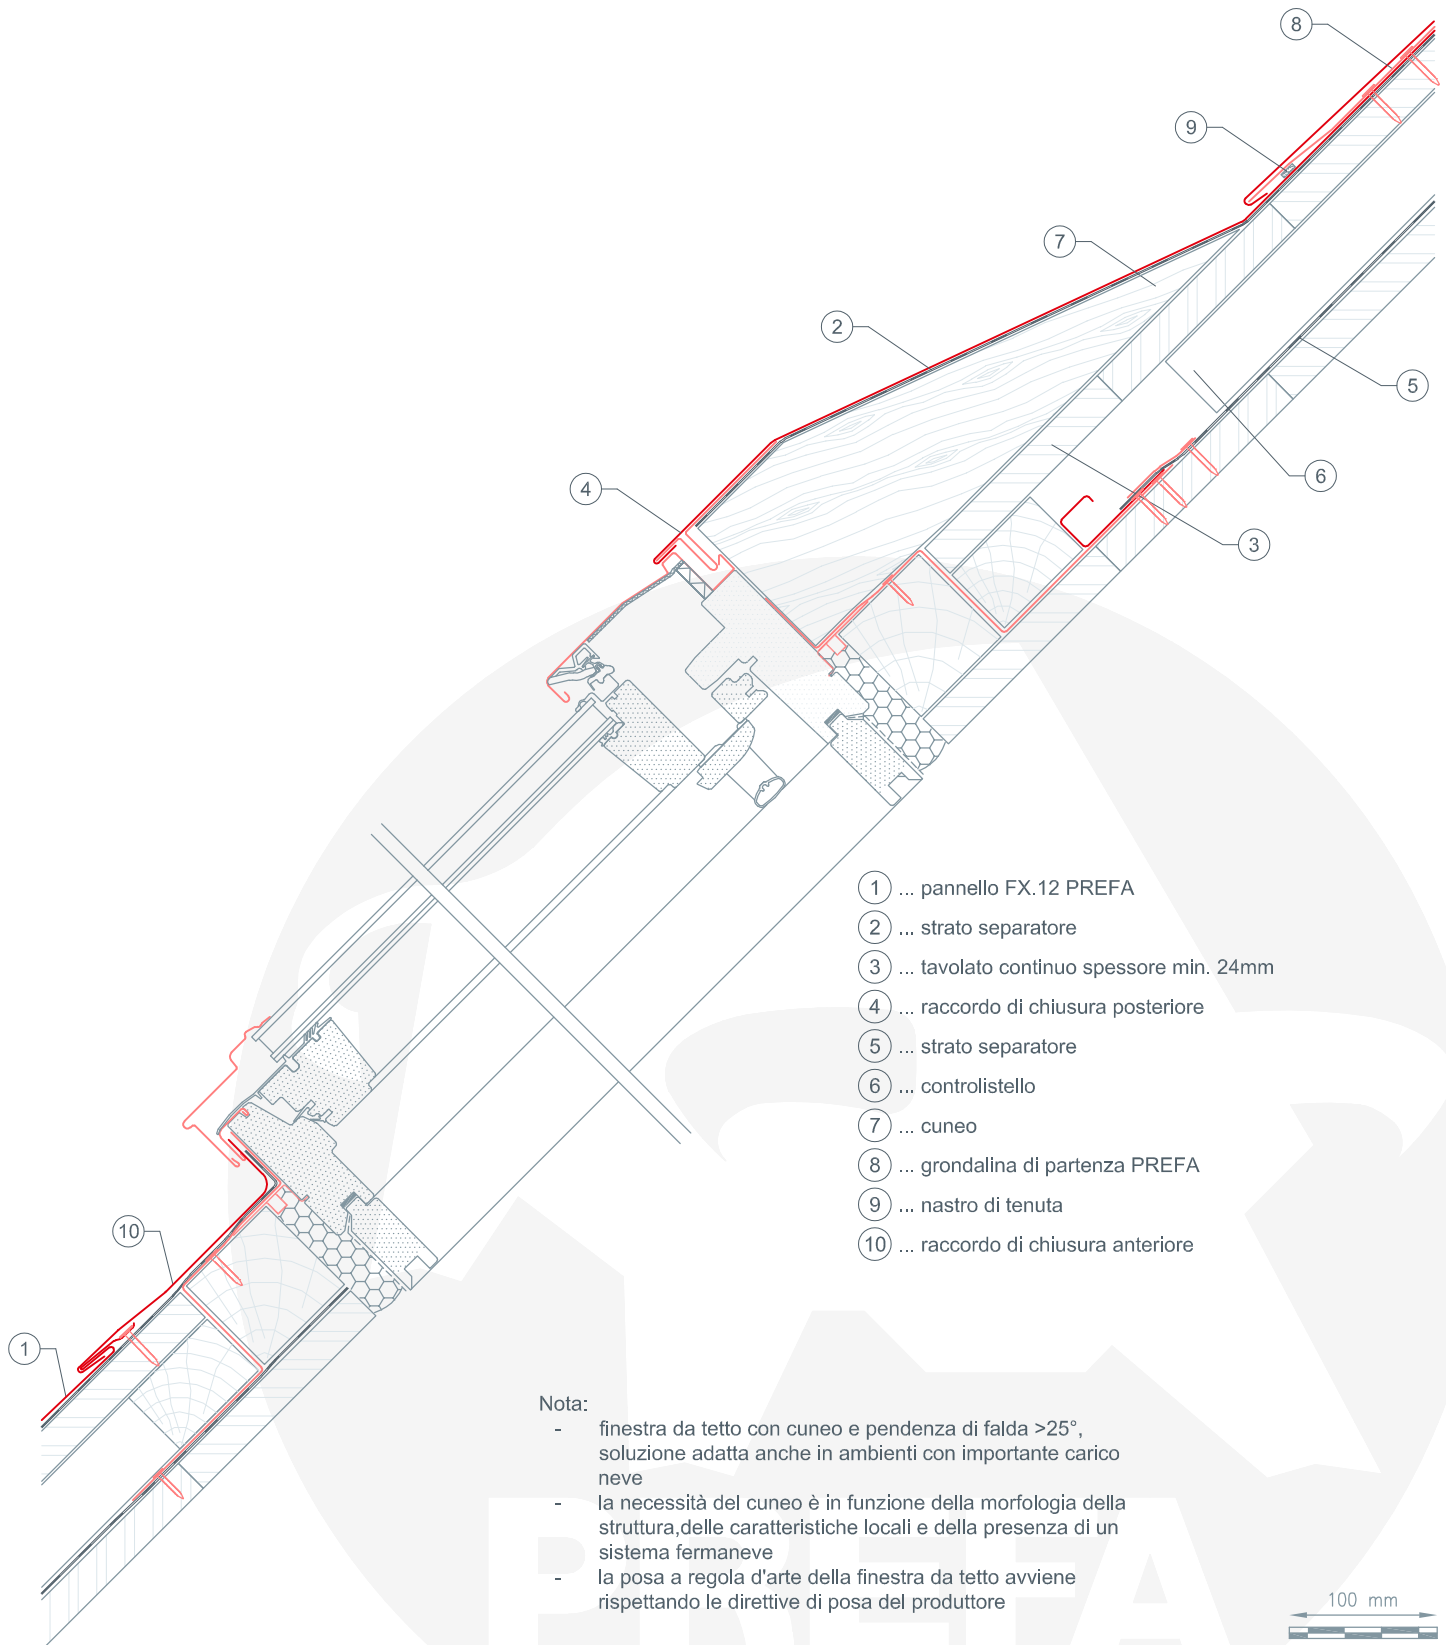 8
9
7
2
5
4
6
3
1 ... pannello FX.12 PREFA
2 ... strato separatore
3 ... tavolato continuo spessore min. 24mm
4 ... raccordo di chiusura posteriore
5 ... strato separatore
6 ... controlistello
7 ... cuneo
8 ... grondalina di partenza PREFA
9 ... nastro di tenuta
10 ... raccordo di chiusura anteriore
10
1
Nota:
- finestra da tetto con cuneo e pendenza di falda >25°,
soluzione adatta anche in ambienti con importante carico
neve
- la necessità del cuneo è in funzione della morfologia della
struttura,delle caratteristiche locali e della presenza di un
sistema fermaneve
- la posa a regola d'arte della finestra da tetto avviene
rispettando le direttive di posa del produttore
100 mm
PREFA